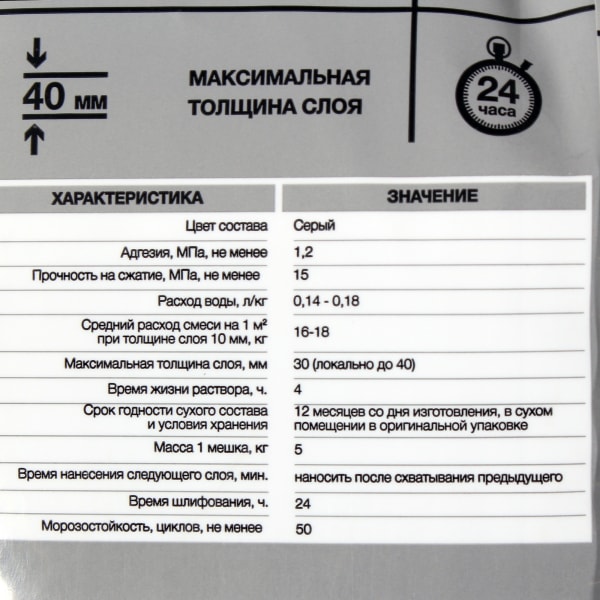 40 мм
МАКСИМАЛЬНАЯ
ТОЛЩИНА СЛОЯ
24
часа
ХАРАКТЕРИСТИКА ЗНАЧЕНИЕ
Цвет состава Серый
Адгезия, МПа, не менее 1,2
Прочность на сжатие, МПа, не менее 15
Расход воды, л/кг 0,14 - 0,18
Средний расход смеси на 1 м²
при толщине слоя 10 мм, кг 16-18
Максимальная толщина слоя, мм 30 (локально до 40)
Время жизни раствора, ч. 4
Срок годности сухого состава 12 месяцев со дня изготовления, в сухом
и условия хранения помещении в оригинальной упаковке
Масса 1 мешка, кг 5
Время нанесения следующего слоя, мин. наносить после схватывания предыдущего
Время шлифования, ч. 24
Морозостойкость, циклов, не менее 50